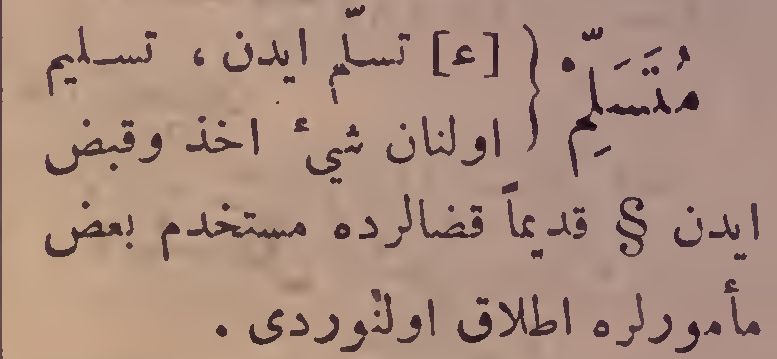 مُتَسَلِّمْ { [ع] تسلّم ایدن ، تسلیم
اولنان شیءٔ اخذ وقبض
ایدن § قدیماً قضالرده مستخدم بعض
مأمورلره اطلاق اولنوردی .